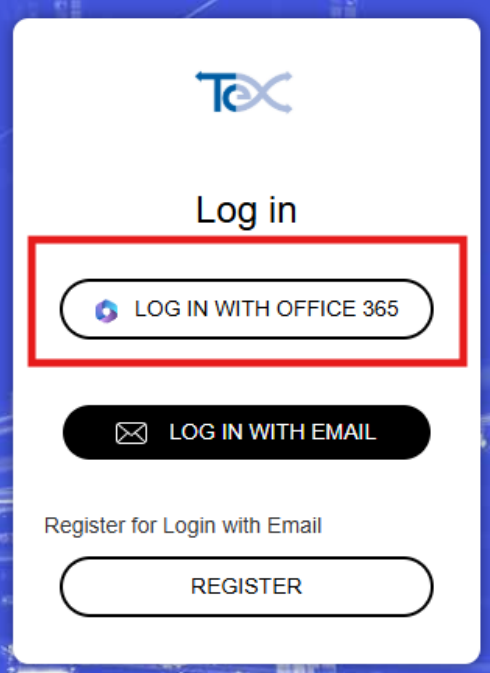 TeX
Log in
LOG IN WITH OFFICE 365
LOG IN WITH EMAIL
Register for Login with Email
REGISTER